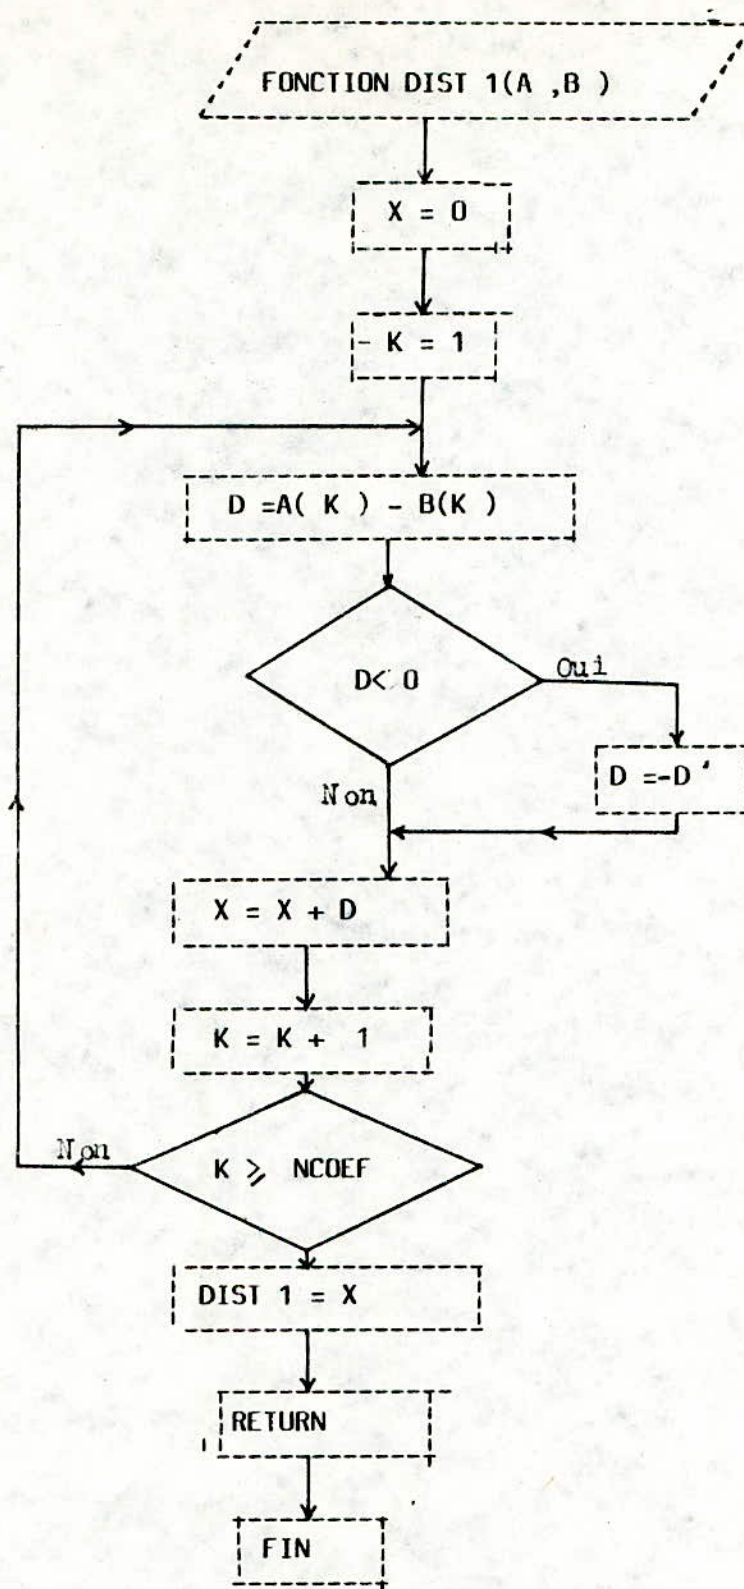 FONCTION DIST 1(A ,B )
X = 0
- K = 1
D =A( K ) - B(K )
D< 0
Oui
D =-D
Non
X = X + D
K = K + 1
Non
K ⩾ NCOEF
DIST 1 = X
RETURN
FIN